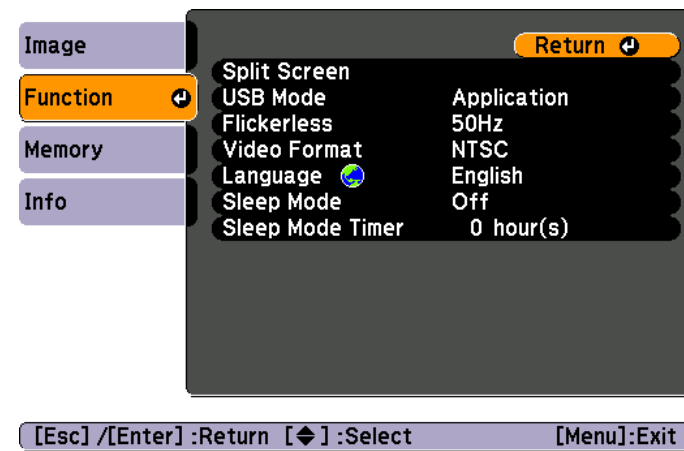 Image
Function
Memory
Info
Return
Split Screen
USB Mode Application
Flickerless 50Hz
Video Format NTSC
Language English
Sleep Mode Off
Sleep Mode Timer 0 hour(s)
[Esc] /[Enter] :Return [◆] :Select [Menu]:Exit